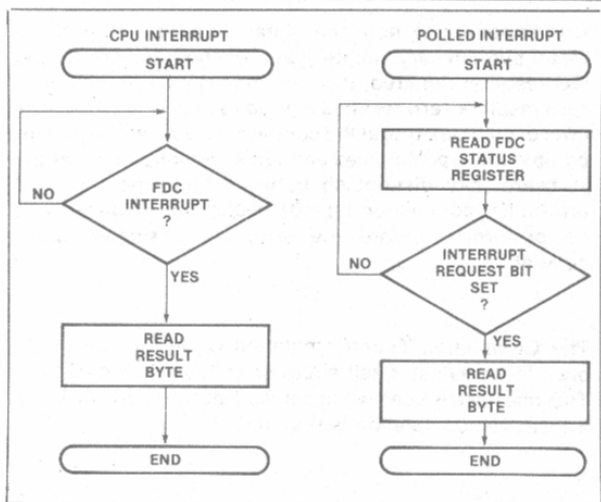 CPU INTERRUPT
START
NO
FDC
INTERRUPT
?
YES
READ
RESULT
BYTE
END
POLLED INTERRUPT
START
READ FDC
STATUS
REGISTER
NO
INTERRUPT
REQUEST BIT
SET
?
YES
READ
RESULT
BYTE
END